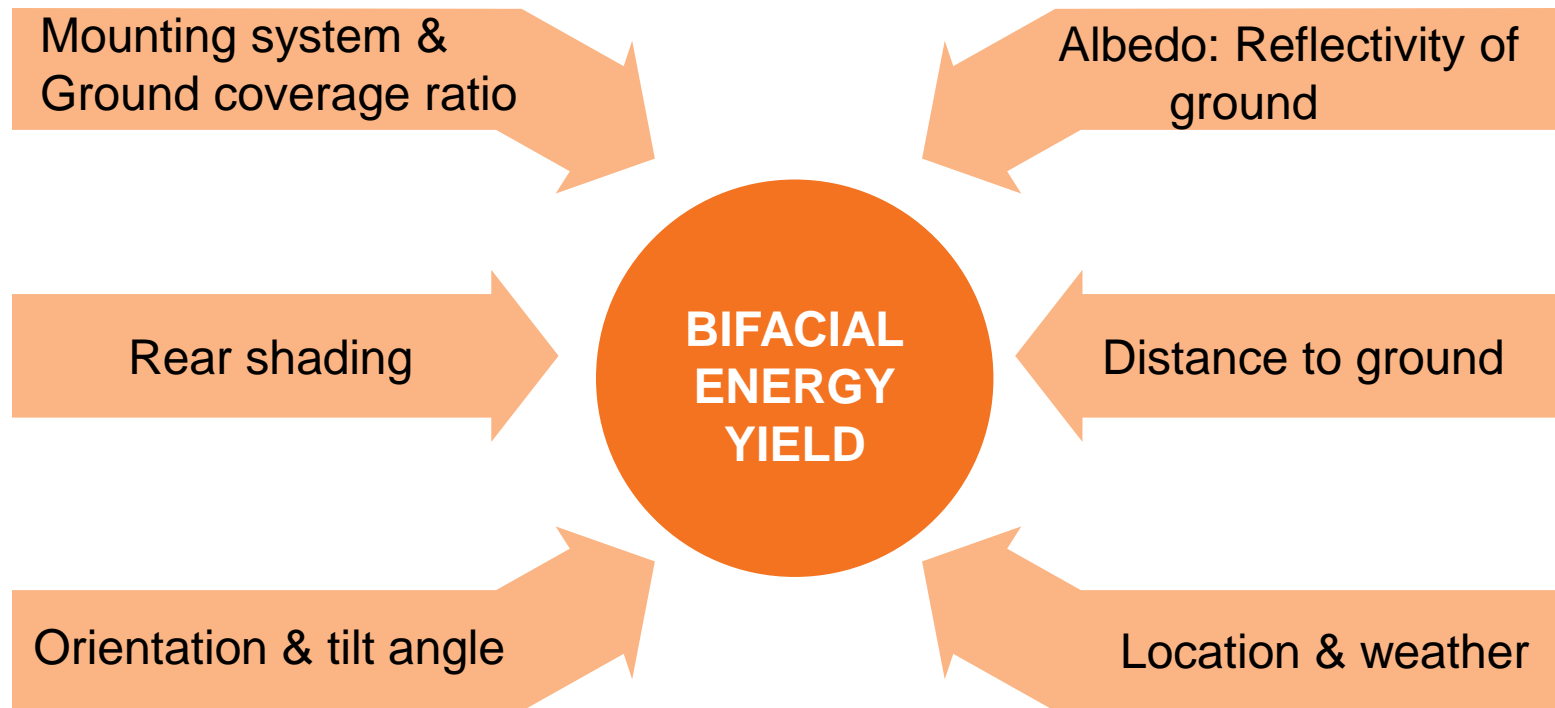 Mounting system &
Ground coverage ratio
Albedo: Reflectivity of
ground
Rear shading
BIFACIAL
ENERGY
YIELD
Distance to ground
Orientation & tilt angle
Location & weather